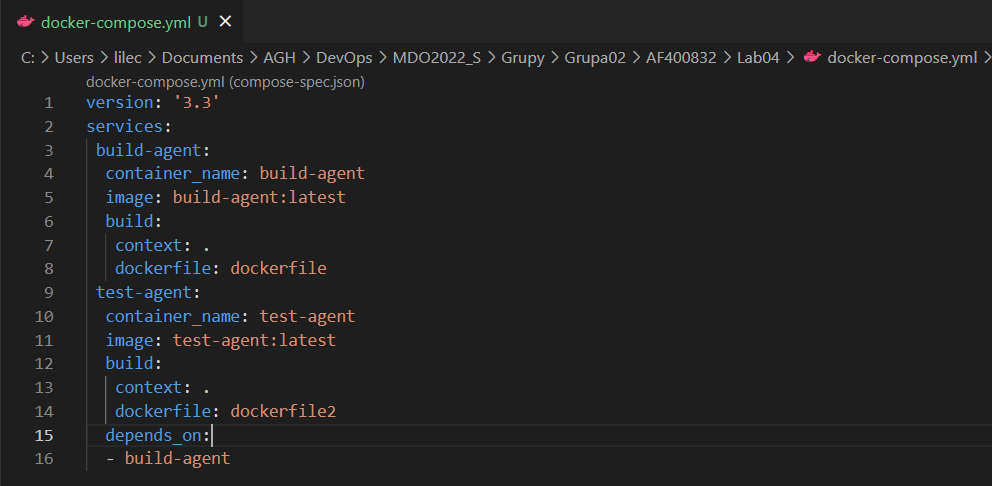 docker-compose.yml U ×
C: > Users > lilec > Documents > AGH > DevOps > MDO2022_S > Grupy > Grupa02 > AF400832 > Lab04 > docker-compose.yml >
docker-compose.yml (compose-spec.json)
1 version: '3.3'
2 services:
3  build-agent:
4   container_name: build-agent
5   image: build-agent:latest
6   build:
7    context: .
8    dockerfile: dockerfile
9  test-agent:
10   container_name: test-agent
11   image: test-agent:latest
12   build:
13    context: .
14    dockerfile: dockerfile2
15   depends_on:
16   - build-agent